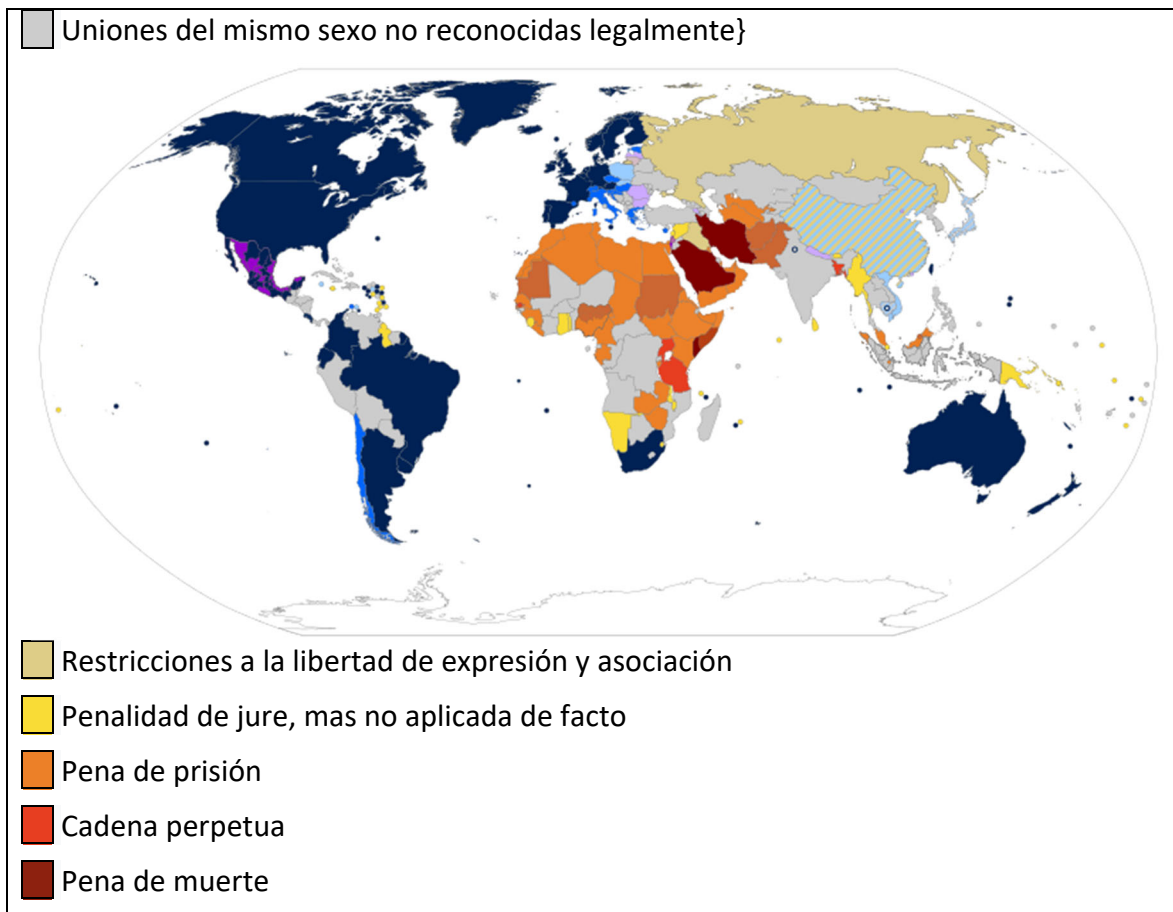 Uniones del mismo sexo no reconocidas legalmente}
Restricciones a la libertad de expresión y asociación
Penalidad de jure, mas no aplicada de facto
Pena de prisión
Cadena perpetua
Pena de muerte